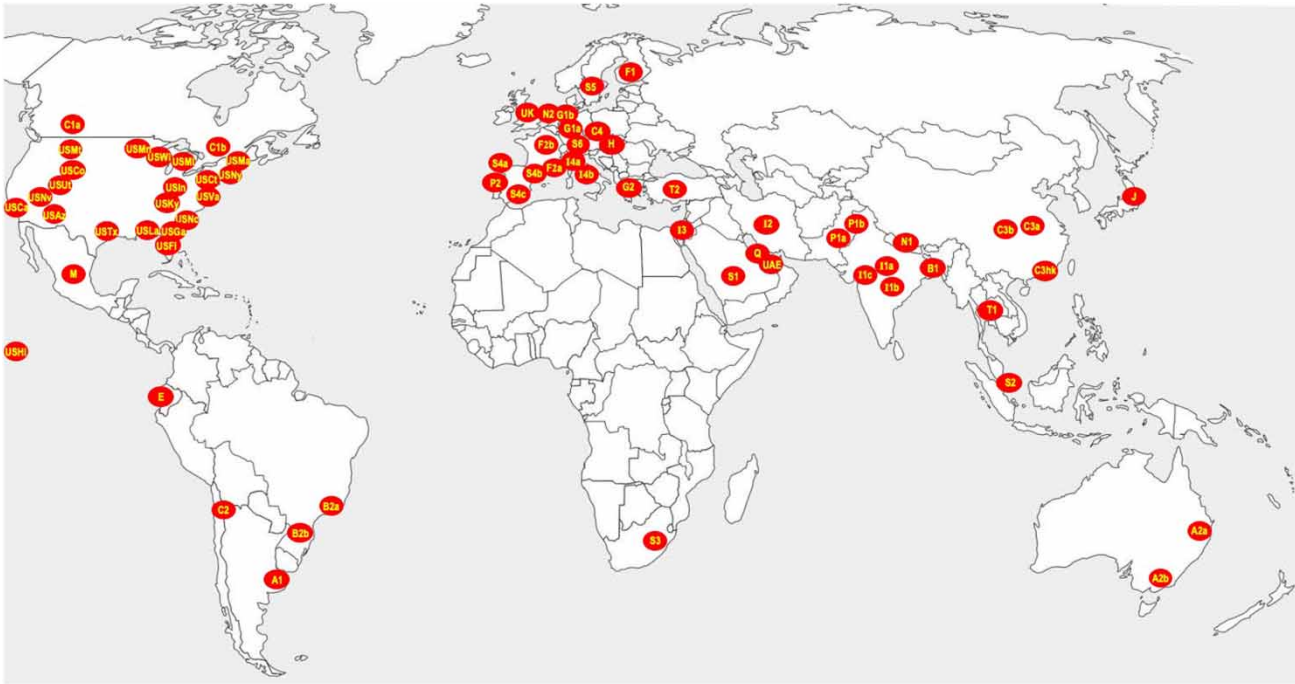 F1
S5
UK
N2
G1b
C1a
G1a
C4
USMt
USMn
C1b
F2b
S6
H
USWi
USMi
USMa
S4a
I4a
USCo
F2a
S4b
I4b
USNy
USCt
USUt
USIn
P2
G2
T2
S4c
USNv
USVa
J
USKy
USCa
USAz
USNc
P1b
I2
C3a
USTx
USLa
USGa
I3
C3b
P1a
N1
USFl
Q
UAE
I1a
B1
C3hk
M
S1
I1c
I1b
T1
USHI
S2
E
C2
B2a
B2b
S3
A2a
A1
A2b